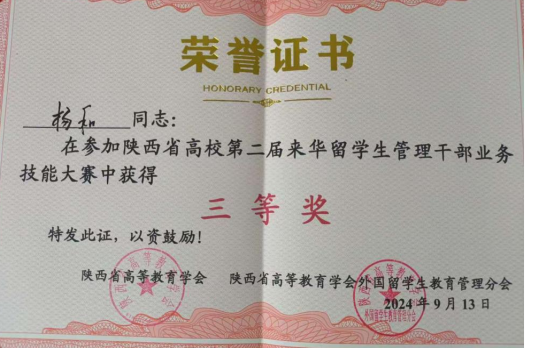 荣誉证书
HONORARY CREDENTIAL
杨和 同志:
在参加陕西省高校第二届来华留学生管理干部业务
技能大赛中获得
三等奖
特发此证，以资鼓励!
陕西省高等教育学会 陕西省高等教育学会外国留学生教育管理分会
2024年9月13日